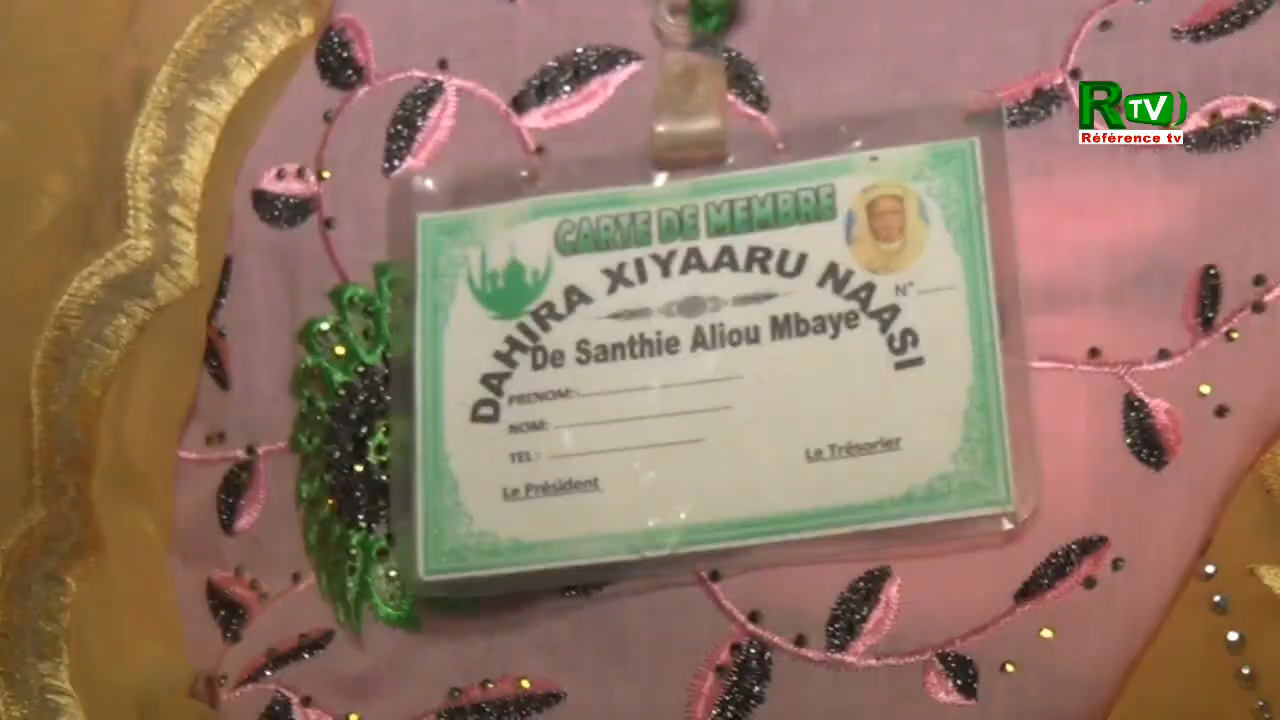 R TV
Référence tv
CARTE DE MEMBRE
DAHIRA XIYAARU NAASI
N°
De Santhie Aliou Mbaye
PRENOM:
NOM:
TEL:
Le Trésorier
Le Président